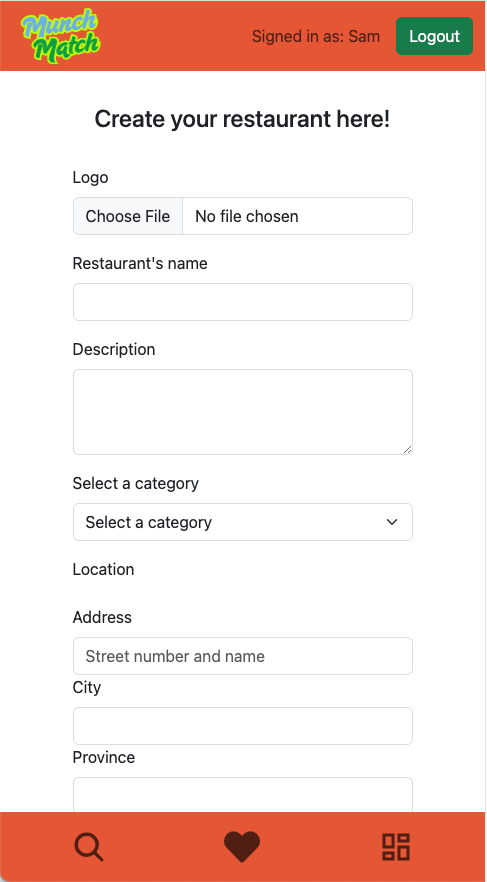 Munch
Match
Signed in as: Sam
Logout
Create your restaurant here!
Logo
Choose File
No file chosen
Restaurant's name
Description
Select a category
Select a category
Location
Address
Street number and name
City
Province